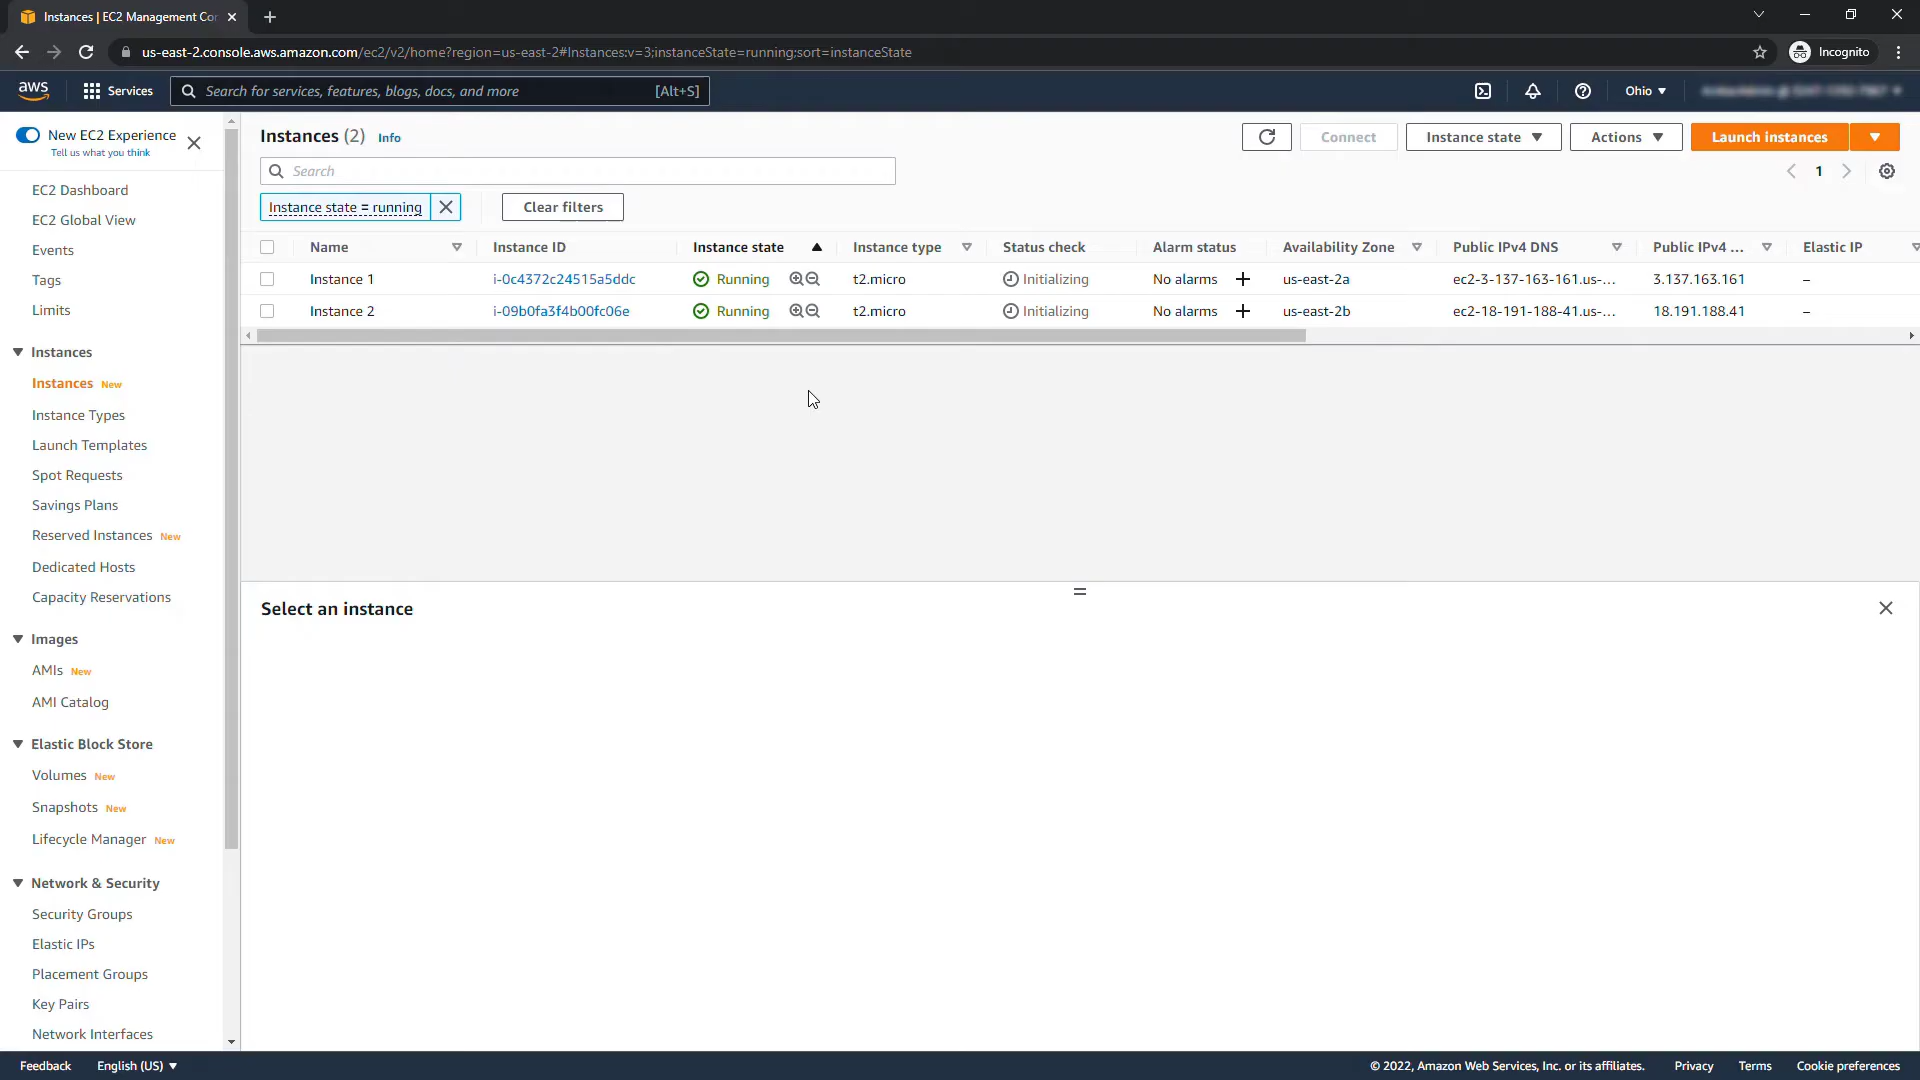 Instances | EC2 Management Cor
us-east-2.console.aws.amazon.com/ec2/v2/home?region=us-east-2#Instances:v=3;instanceState=running;sort=instanceState
Incognito
aws
Services
Search for services, features, blogs, docs, and more
[Alt+S]
Ohio
New EC2 Experience
Tell us what you think
EC2 Dashboard
EC2 Global View
Events
Tags
Limits
Instances
Instances New
Instance Types
Launch Templates
Spot Requests
Savings Plans
Reserved Instances New
Dedicated Hosts
Capacity Reservations
Images
AMIs New
AMI Catalog
Elastic Block Store
Volumes New
Snapshots New
Lifecycle Manager New
Network & Security
Security Groups
Elastic IPs
Placement Groups
Key Pairs
Network Interfaces
Instances (2) Info
Connect
Instance state
Actions
Launch instances
Search
1
Instance state = running
Clear filters
Name Instance ID Instance state Instance type Status check Alarm status Availability Zone Public IPv4 DNS Public IPv4 ... Elastic IP
Instance 1 i-0c4372c24515a5ddc Running t2.micro Initializing No alarms + us-east-2a ec2-3-137-163-161.us-... 3.137.163.161 –
Instance 2 i-09b0fa3f4b00fc06e Running t2.micro Initializing No alarms + us-east-2b ec2-18-191-188-41.us-... 18.191.188.41 –
Select an instance
Feedback English (US)
© 2022, Amazon Web Services, Inc. or its affiliates. Privacy Terms Cookie preferences